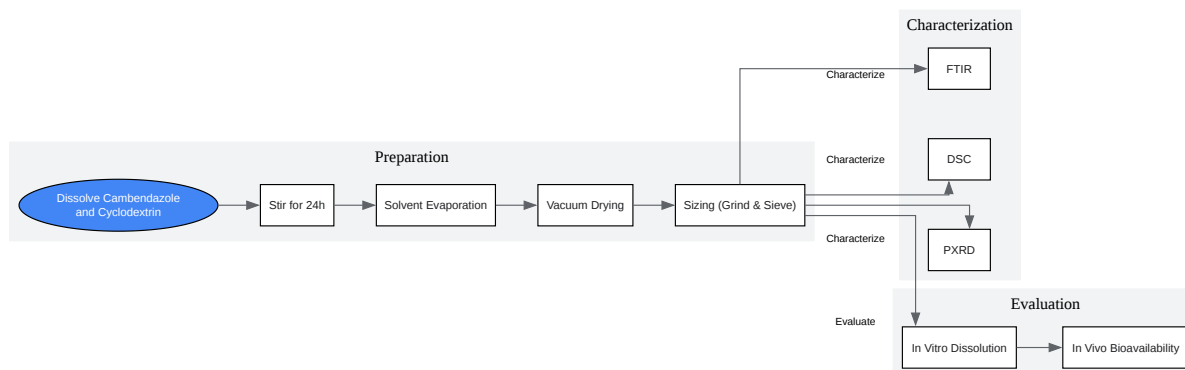 Characterization
FTIR
Characterize
Preparation
Characterize
DSC
Dissolve Cambendazole
and Cyclodextrin
Stir for 24h
Solvent Evaporation
Vacuum Drying
Sizing (Grind & Sieve)
Characterize
PXRD
Evaluation
Evaluate
In Vitro Dissolution
In Vivo Bioavailability